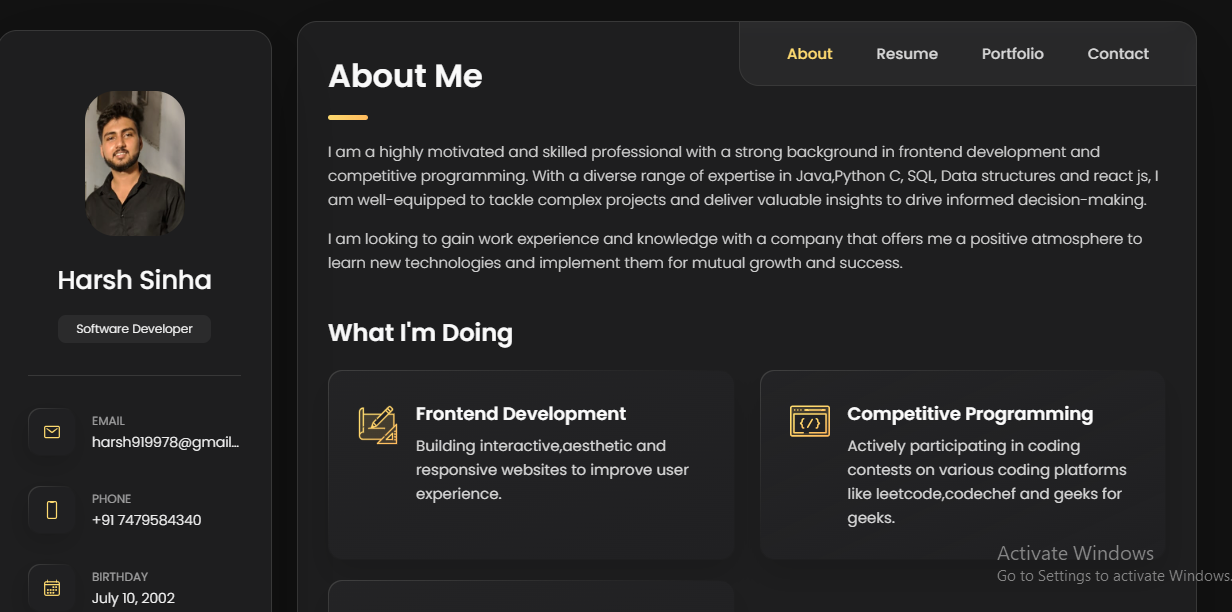 About
Resume
Portfolio
Contact
About Me
I am a highly motivated and skilled professional with a strong background in frontend development and
competitive programming. With a diverse range of expertise in Java,Python C, SQL, Data structures and react js, I
am well-equipped to tackle complex projects and deliver valuable insights to drive informed decision-making.
I am looking to gain work experience and knowledge with a company that offers me a positive atmosphere to
learn new technologies and implement them for mutual growth and success.
Harsh Sinha
Software Developer
EMAIL
harsh919978@gmail...
PHONE
+91 7479584340
BIRTHDAY
July 10, 2002
What I'm Doing
Frontend Development
Building interactive,aesthetic and
responsive websites to improve user
experience.
Competitive Programming
Actively participating in coding
contests on various coding platforms
like leetcode,codechef and geeks for
geeks.
Activate Windows
Go to Settings to activate Windows.